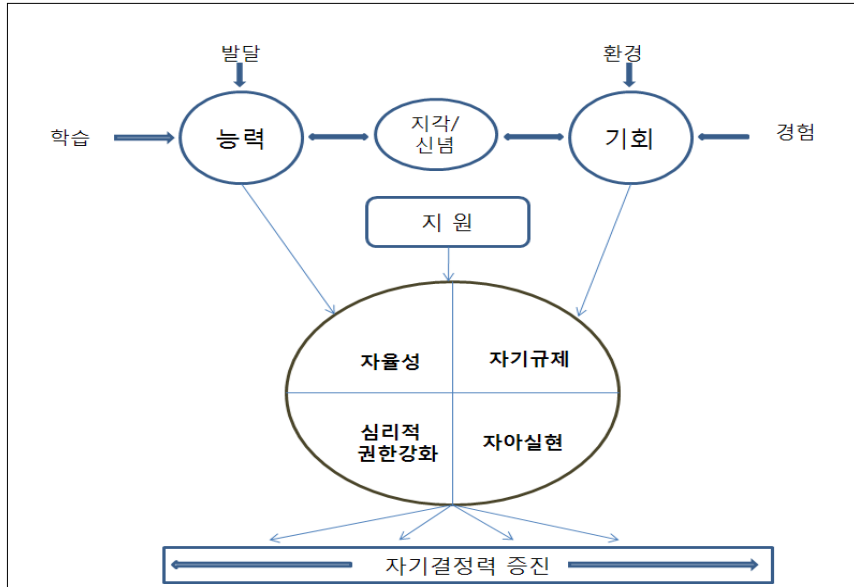 발달
환경
학습
능력
지각/
신념
기회
경험
지 원
자율성
자기규제
심리적
권한강화
자아실현
자기결정력 증진